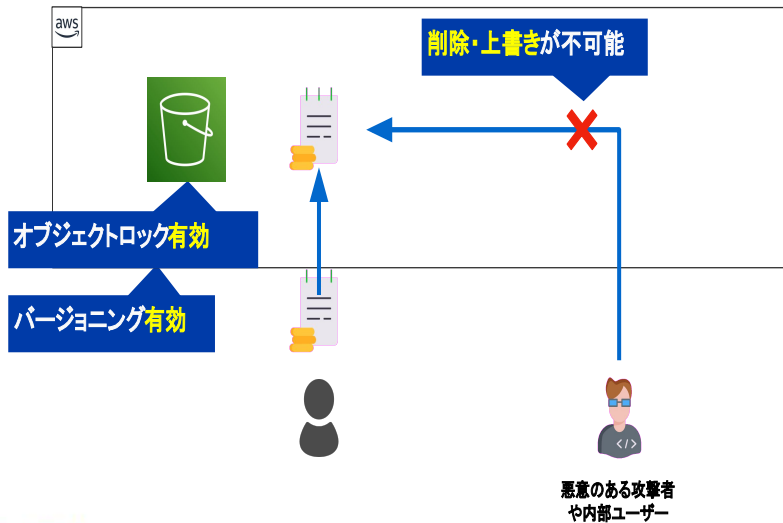 aws
削除・上書きが不可能
オブジェクトロック有効
バージョニング有効
</>
悪意のある攻撃者
や内部ユーザー